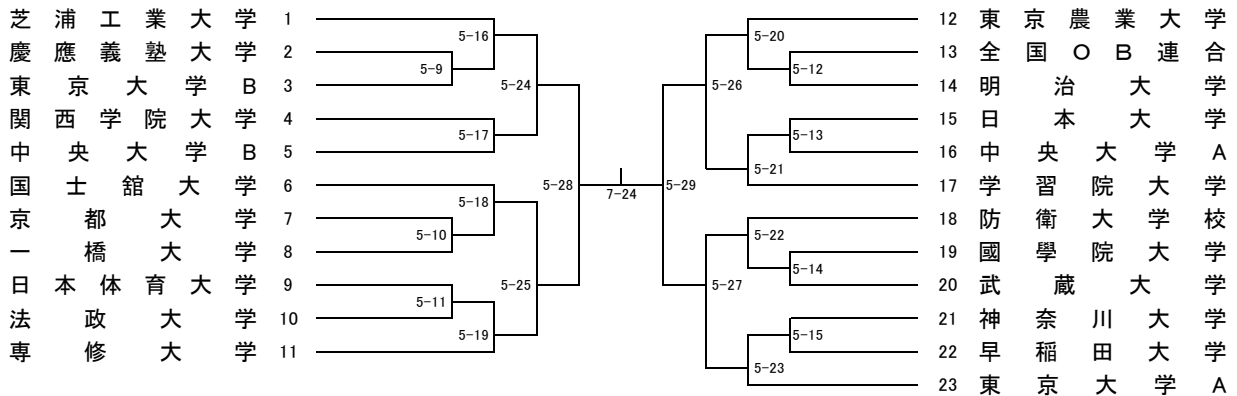 芝浦工業大学 1
慶應義塾大学 2
東京大学B 3
関西学院大学 4
中央大学B 5
国士舘大学 6
京都大学 7
一橋大学 8
日本体育大学 9
法政大学 10
専修大学 11
5-16
5-9
5-24
5-17
5-28
5-18
5-10
5-25
5-11
5-19
7-24
5-20
5-12
5-26
5-13
5-21
5-29
5-22
5-14
5-27
5-15
5-23
12 東京農業大学
13 全国OB連合
14 明治大学
15 日本大学
16 中央大学A
17 学習院大学
18 防衛大学校
19 國學院大学
20 武蔵大学
21 神奈川大学
22 早稲田大学
23 東京大学A